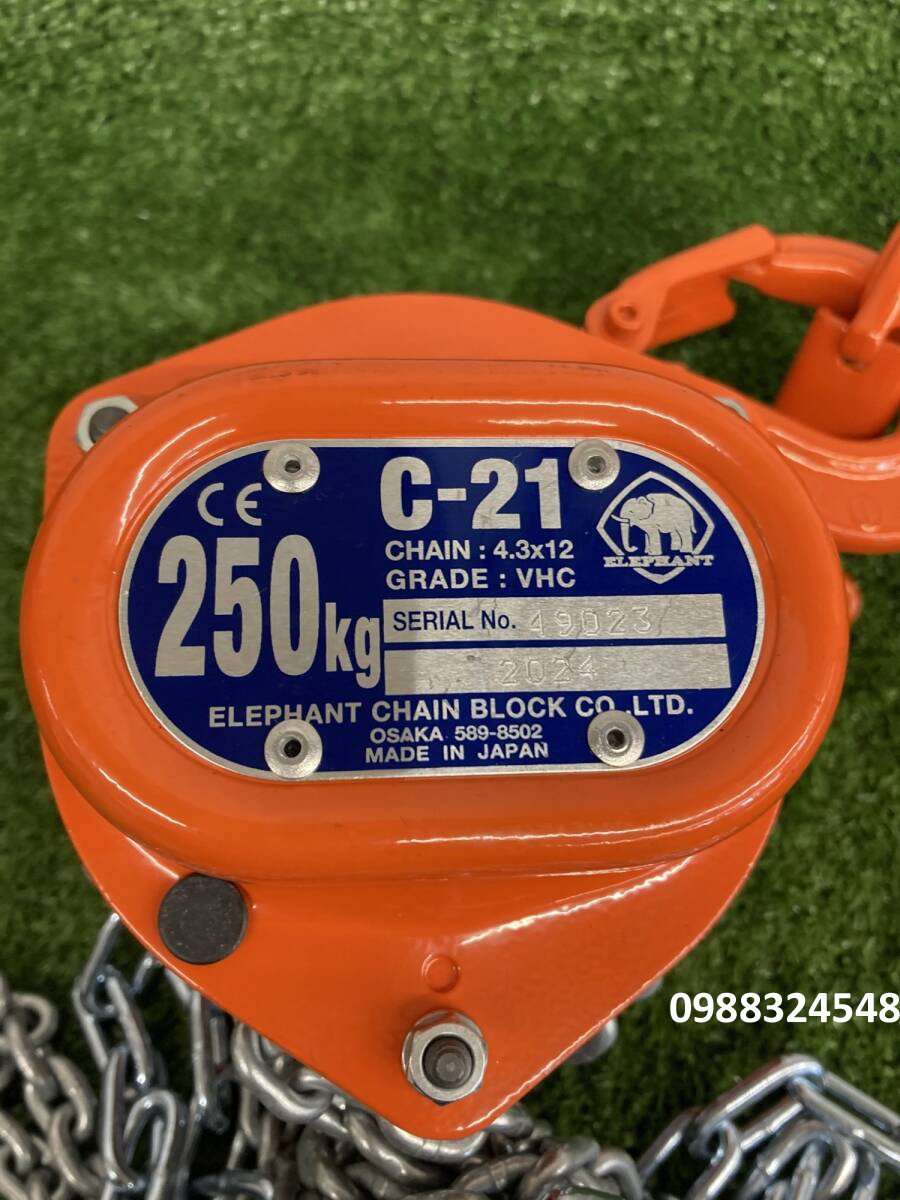 CE
C-21
250kg
CHAIN : 4.3x12
GRADE : VHC
ELEPHANT
SERIAL No. 49023
2024
ELEPHANT CHAIN BLOCK CO.,LTD.
OSAKA 589-8502
MADE IN JAPAN
0988324548